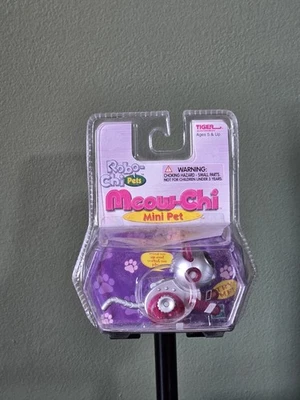 TIGER
Ages 5 & Up
Robo-
Chi Pets
WARNING:
CHOKING HAZARD - SMALL PARTS
NOT FOR CHILDREN UNDER 3 YEARS
Meow-Chi
Mini Pet